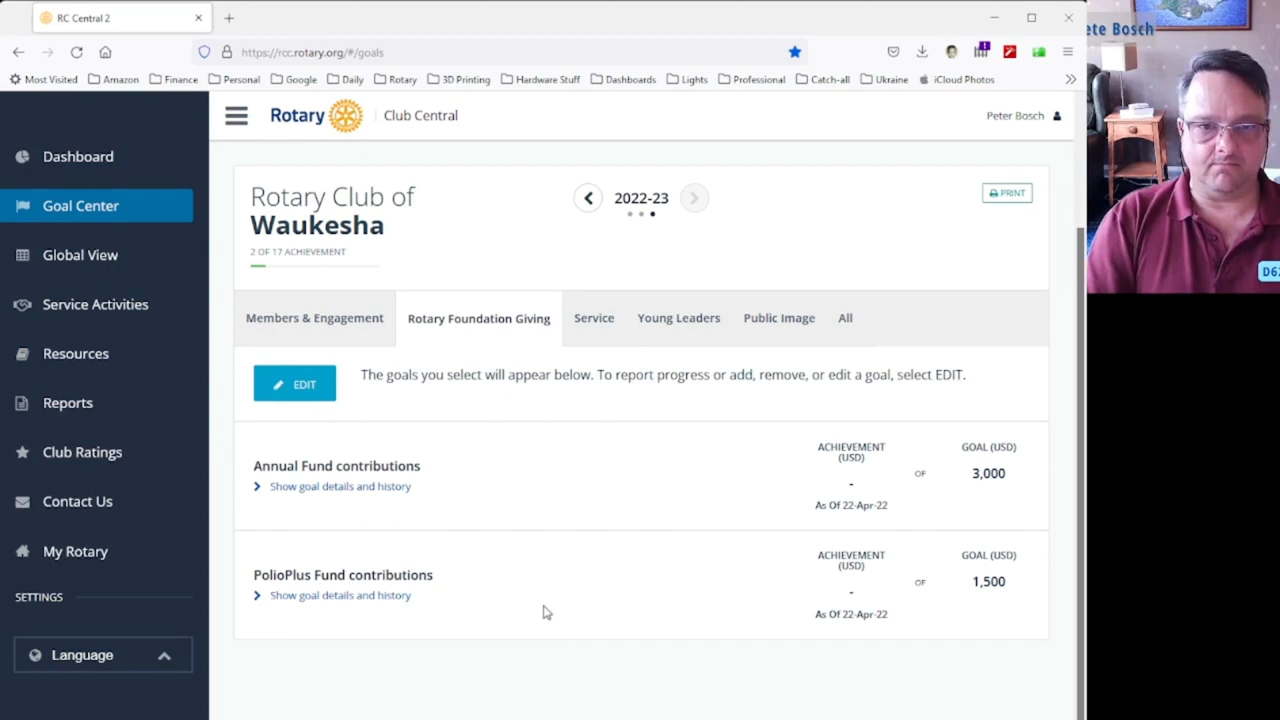 RC Central 2
https://rcc.rotary.org/#/goals
Most Visited Amazon Finance Personal Google Daily Rotary 3D Printing Hardware Stuff Dashboards Lights Professional Catch-all Ukraine iCloud Photos
ete Bosch
Rotary Club Central
Peter Bosch
Dashboard
Goal Center
Global View
Service Activities
Resources
Reports
Club Ratings
Contact Us
My Rotary
SETTINGS
Language
Rotary Club of
Waukesha
2 OF 17 ACHIEVEMENT
2022-23
PRINT
Members & Engagement Rotary Foundation Giving Service Young Leaders Public Image All
EDIT
The goals you select will appear below. To report progress or add, remove, or edit a goal, select EDIT.
Annual Fund contributions
Show goal details and history
ACHIEVEMENT
(USD)
-
As Of 22-Apr-22
OF
GOAL (USD)
3,000
PolioPlus Fund contributions
Show goal details and history
ACHIEVEMENT
(USD)
-
As Of 22-Apr-22
OF
GOAL (USD)
1,500
D62